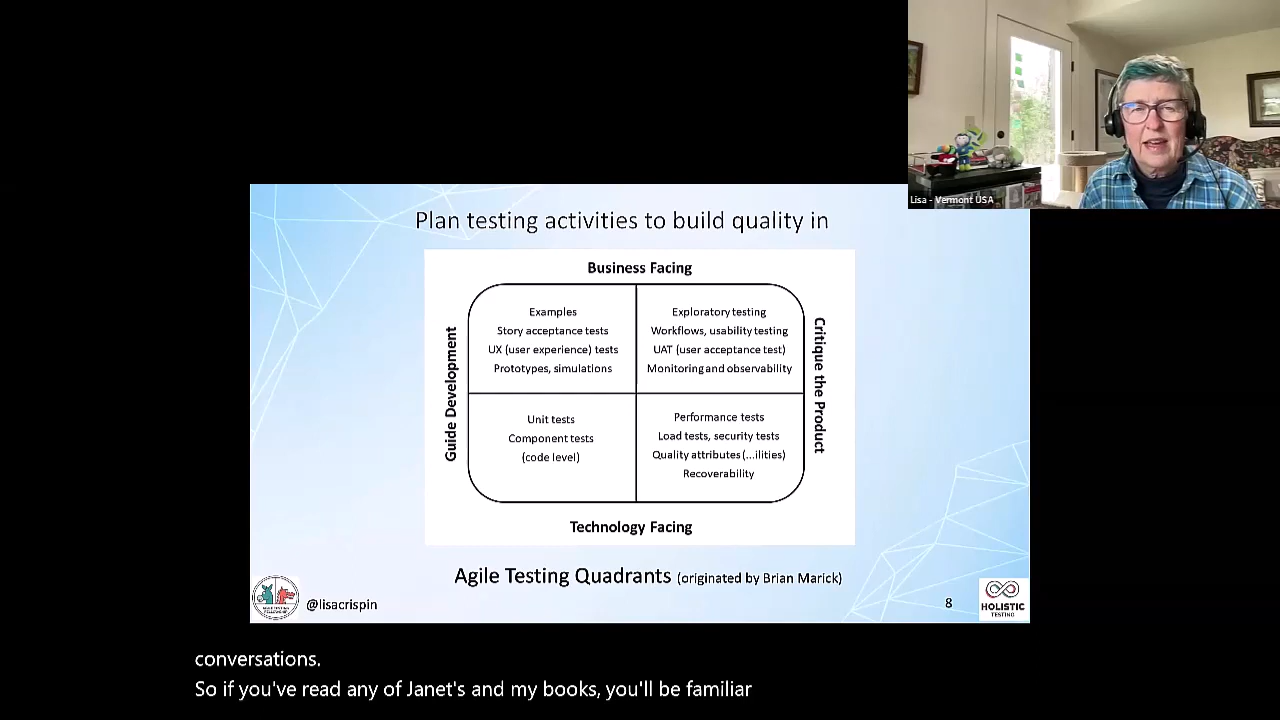 Lisa - Vermont USA
Plan testing activities to build quality in
Business Facing
Guide Development
Examples
Story acceptance tests
UX (user experience) tests
Prototypes, simulations
Exploratory testing
Workflows, usability testing
UAT (user acceptance test)
Monitoring and observability
Critique the Product
Unit tests
Component tests
(code level)
Performance tests
Load tests, security tests
Quality attributes (...ilities)
Recoverability
Technology Facing
Agile Testing Quadrants (originated by Brian Marick)
@lisacrispin
8
HOLISTIC
TESTING
conversations.
So if you've read any of Janet's and my books, you'll be familiar